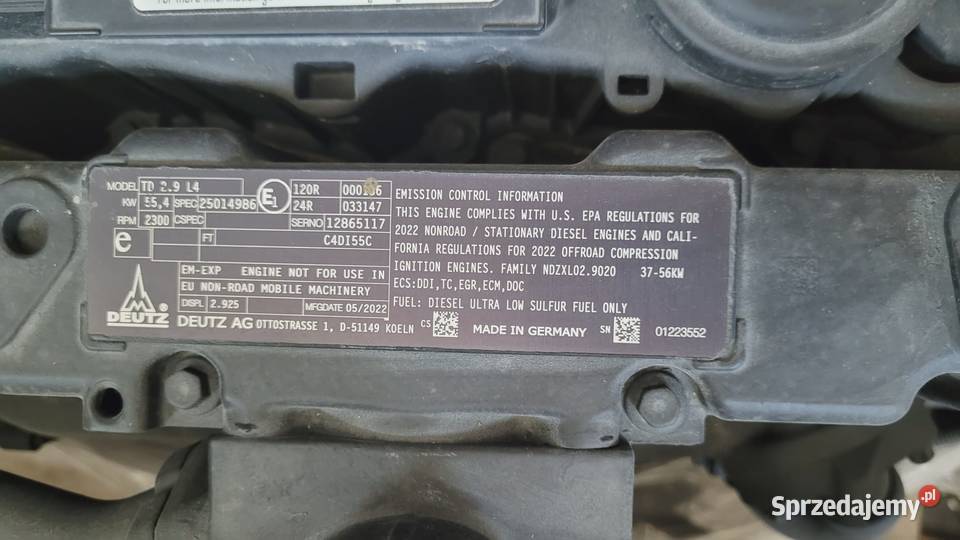 MODEL TD 2.9 L4
KW 55,4 SPEC 25014986 E1 120R
RPM 2300 CSPEC 24R 033147
SERNO 12865117
e FT C4DI55C
EM-EXP ENGINE NOT FOR USE IN
EU NON-ROAD MOBILE MACHINERY
DISPL 2.925 MFGDATE 05/2022
DEUTZ ®
DEUTZ AG OTTOSTRASSE 1, D-51149 KOELN CS
EMISSION CONTROL INFORMATION
THIS ENGINE COMPLIES WITH U.S. EPA REGULATIONS FOR
2022 NONROAD / STATIONARY DIESEL ENGINES AND CALI-
FORNIA REGULATIONS FOR 2022 OFFROAD COMPRESSION
IGNITION ENGINES. FAMILY NDZXL02.9020 37-56KW
ECS:DDI,TC,EGR,ECM,DOC
FUEL: DIESEL ULTRA LOW SULFUR FUEL ONLY
MADE IN GERMANY SN 01223552
Sprzedajemy.pl